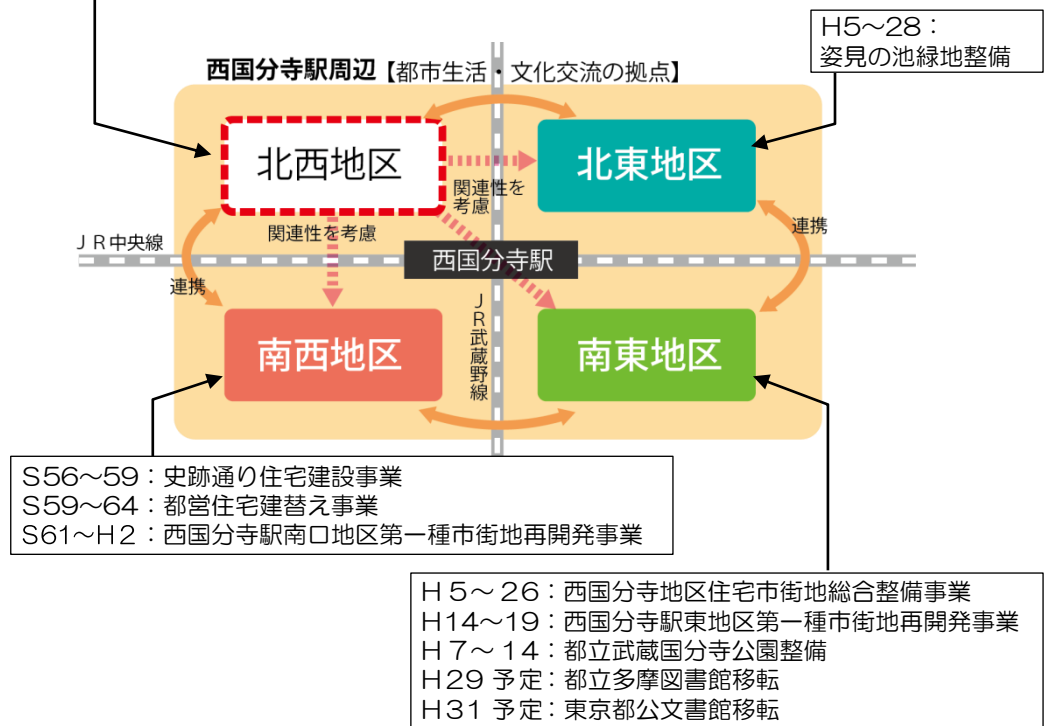 H5～28：
姿見の池緑地整備
西国分寺駅周辺【都市生活・文化交流の拠点】
北西地区
北東地区
関連性を
考慮
関連性を考慮
連携
ＪＲ中央線
西国分寺駅
連携
ＪＲ武蔵野線
南西地区
南東地区
S56～59：史跡通り住宅建設事業
S59～64：都営住宅建替え事業
S61～H2：西国分寺駅南口地区第一種市街地再開発事業
H5～26：西国分寺地区住宅市街地総合整備事業
H14～19：西国分寺駅東地区第一種市街地再開発事業
H7～14：都立武蔵国分寺公園整備
H29 予定：都立多摩図書館移転
H31 予定：東京都公文書館移転